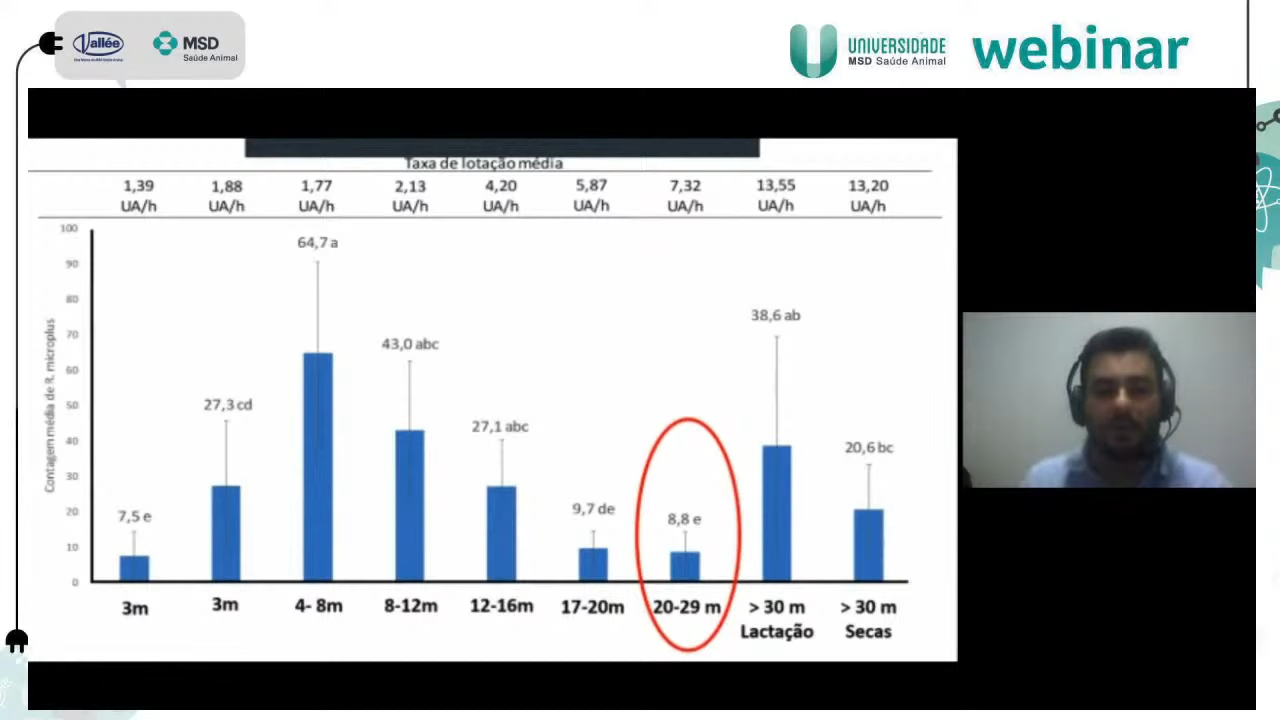 Vallée
MSD
Saúde Animal
UNIVERSIDADE
MSD Saúde Animal
webinar
Taxa de lotação média
1,39 1,88 1,77 2,13 4,20 5,87 7,32 13,55 13,20
UA/h UA/h UA/h UA/h UA/h UA/h UA/h UA/h UA/h
Contagem média de R. microplus
100
90
80
70
60
50
40
30
20
10
0
7,5 e
27,3 cd
64,7 a
43,0 abc
27,1 abc
9,7 de
8,8 e
38,6 ab
20,6 bc
3m 3m 4- 8m 8-12m 12-16m 17-20m 20-29 m > 30 m > 30 m
Lactação Secas